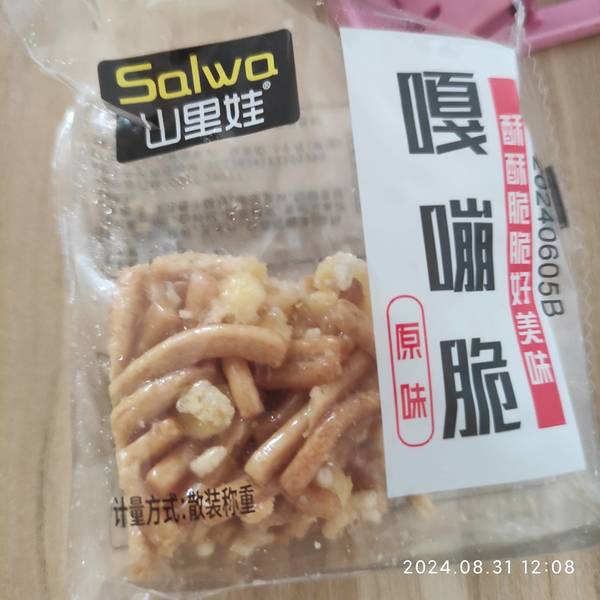 Salwa
山里娃®
嘎嘣脆
酥酥脆脆好美味
原味
20240605B
计量方式:散装称重
2024.08.31 12:08